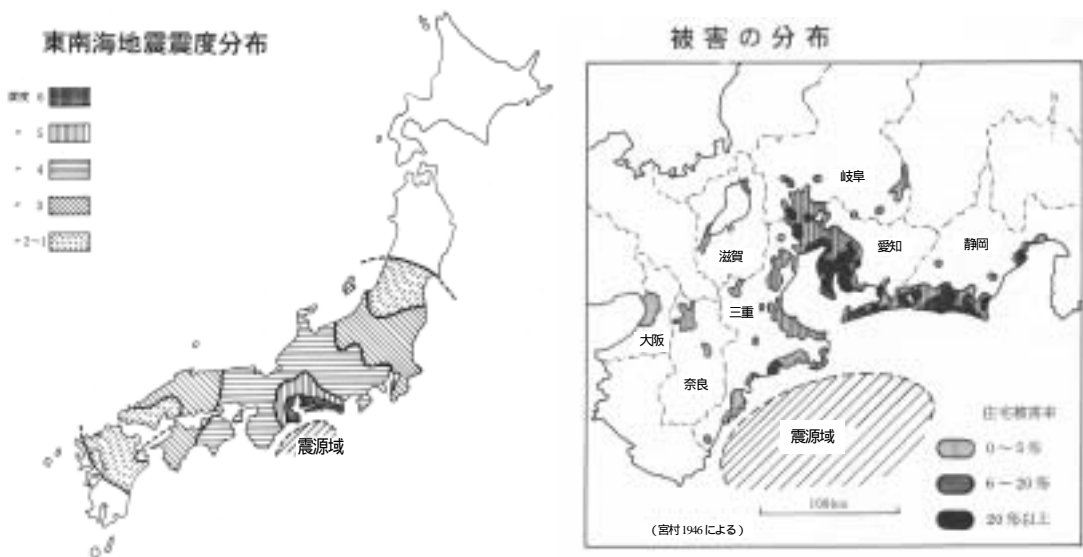 東南海地震震度分布
震度 6
〃 5
〃 4
〃 3
〃 2〜1
震源域
被害の分布
岐阜
滋賀
愛知
静岡
三重
大阪
奈良
震源域
住宅被害率
0〜5%
6〜20%
20%以上
100km
(宮村1946による)